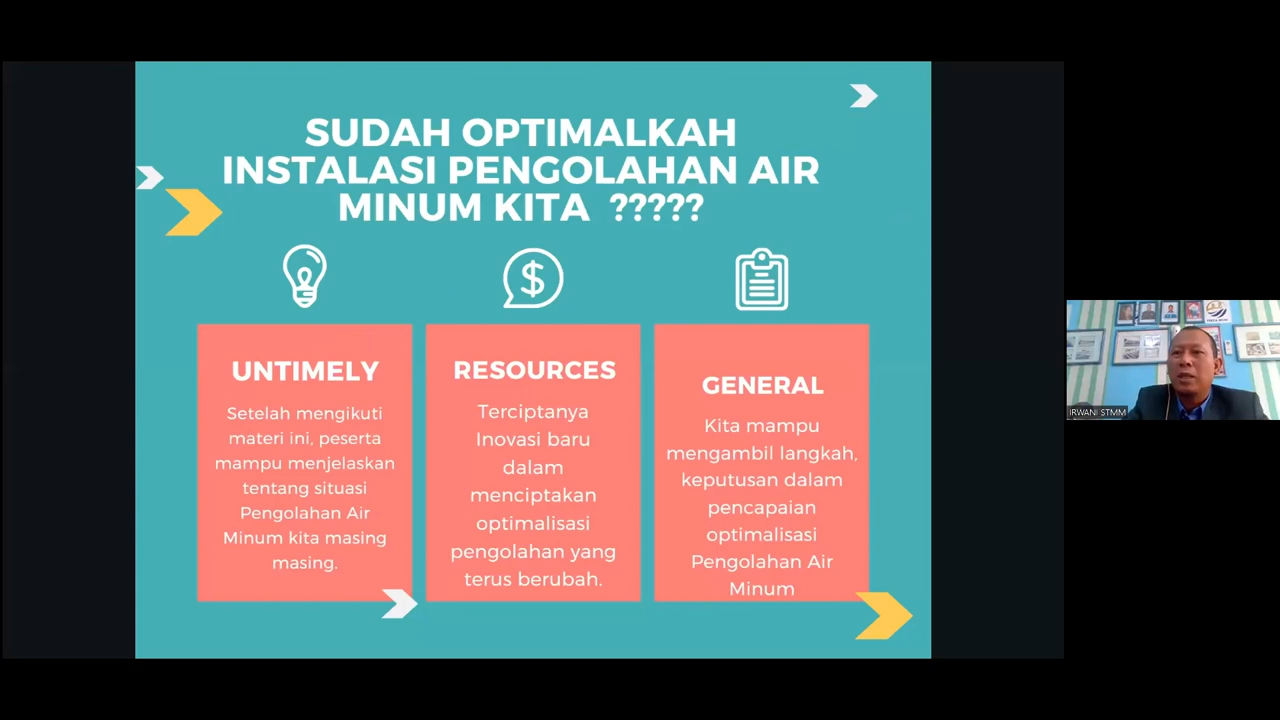 SUDAH OPTIMALKAH
INSTALASI PENGOLAHAN AIR
MINUM KITA ?????
UNTIMELY
Setelah mengikuti
materi ini, peserta
mampu menjelaskan
tentang situasi
Pengolahan Air
Minum kita masing
masing.
RESOURCES
Terciptanya
Inovasi baru
dalam
menciptakan
optimalisasi
pengolahan yang
terus berubah.
GENERAL
Kita mampu
mengambil langkah,
keputusan dalam
pencapaian
optimalisasi
Pengolahan Air
Minum
IRWANI STMM